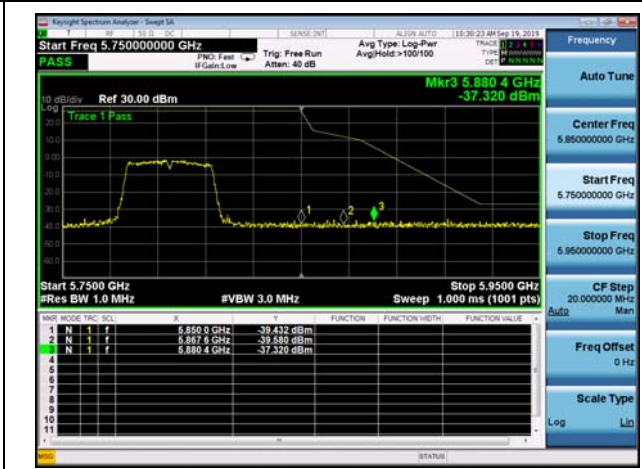 Keysight Spectrum Analyzer - Swept SA
RF 50 Ω DC SENSE:INT ALIGN AUTO 10:30:23 AM Sep 19, 2019
Start Freq 5.750000000 GHz
PASS
PNO: Fast
IFGain:Low
Trig: Free Run
Atten: 40 dB
Avg Type: Log-Pwr
Avg|Hold:>100/100
TRACE 1 2 3 4 5 6
TYPE
DET P N N N N N
Mkr3 5.880 4 GHz
-37.320 dBm
10 dB/div Ref 30.00 dBm
Log
Trace 1 Pass
20.0
10.0
0.00
-10.0
-20.0
-30.0
-40.0
-50.0
-60.0
1 2 3
Start 5.7500 GHz Stop 5.9500 GHz
#Res BW 1.0 MHz #VBW 3.0 MHz Sweep 1.000 ms (1001 pts)
MKR MODE TRC SCL X Y FUNCTION FUNCTION WIDTH FUNCTION VALUE
1 N 1 f 5.850 0 GHz -39.432 dBm
2 N 1 f 5.867 6 GHz -39.580 dBm
3 N 1 f 5.880 4 GHz -37.320 dBm
4
5
6
7
8
9
10
11
MSG STATUS
Frequency
Auto Tune
Center Freq
5.850000000 GHz
Start Freq
5.750000000 GHz
Stop Freq
5.950000000 GHz
CF Step
20.000000 MHz
Auto Man
Freq Offset
0 Hz
Scale Type
Log Lin